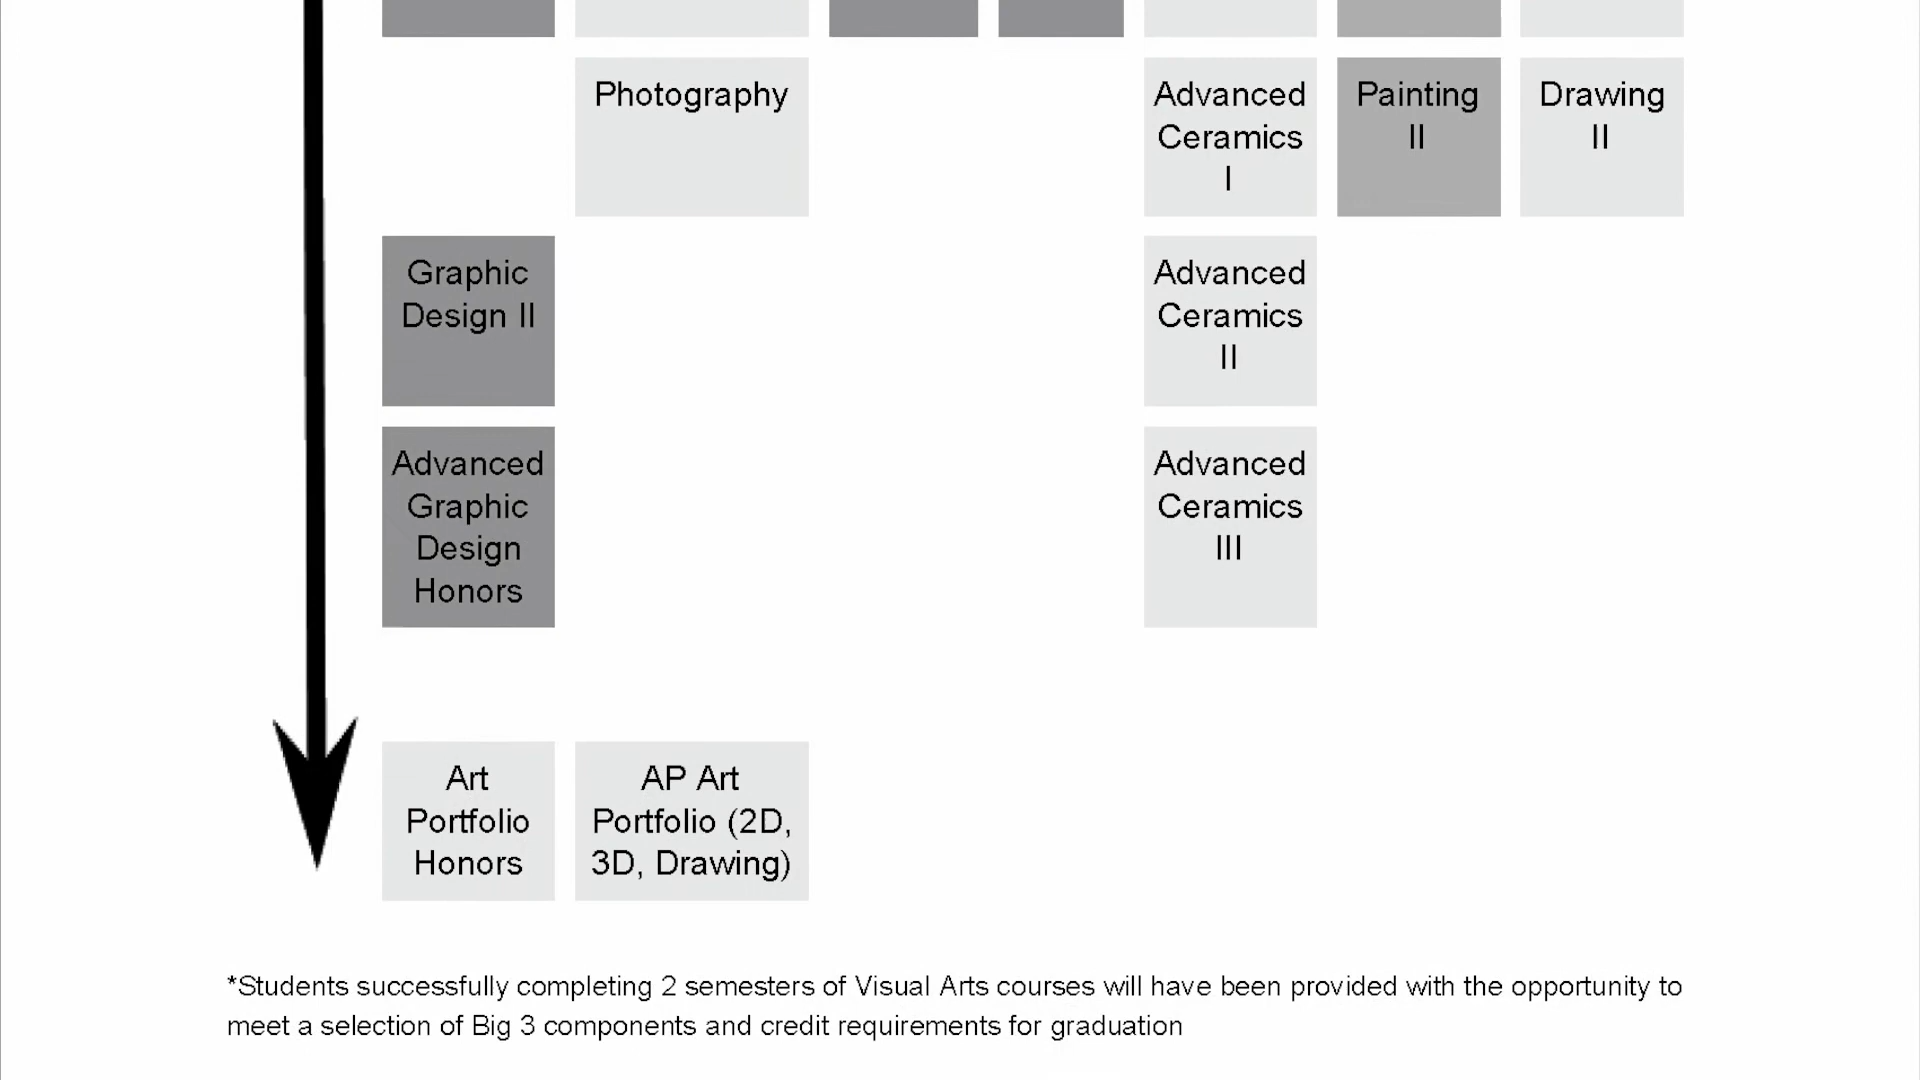 Photography
Advanced
Ceramics
I
Painting
II
Drawing
II
Graphic
Design II
Advanced
Ceramics
II
Advanced
Graphic
Design
Honors
Advanced
Ceramics
III
Art
Portfolio
Honors
AP Art
Portfolio (2D,
3D, Drawing)
*Students successfully completing 2 semesters of Visual Arts courses will have been provided with the opportunity to
meet a selection of Big 3 components and credit requirements for graduation